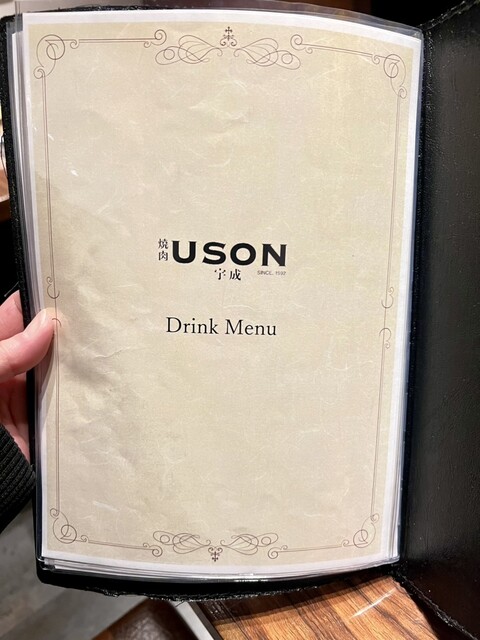 焼肉 USON
宇成 SINCE. 1997
Drink Menu